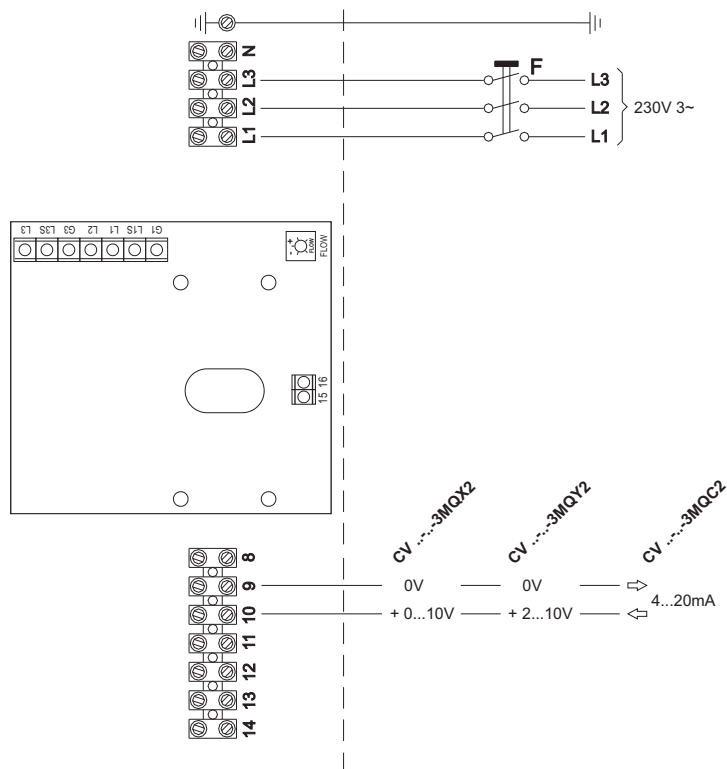 N
L3
L2
L1
F
L3
L2
L1
230V 3~
L3
L3S
G3
L2
L1
L1S
G1
+
-
FLOW
FLOW
15 16
CV ..-..-3MQX2
CV ..-..-3MQY2
CV ..-..-3MQC2
8
9
0V
0V
4...20mA
10
+ 0...10V
+ 2...10V
11
12
13
14